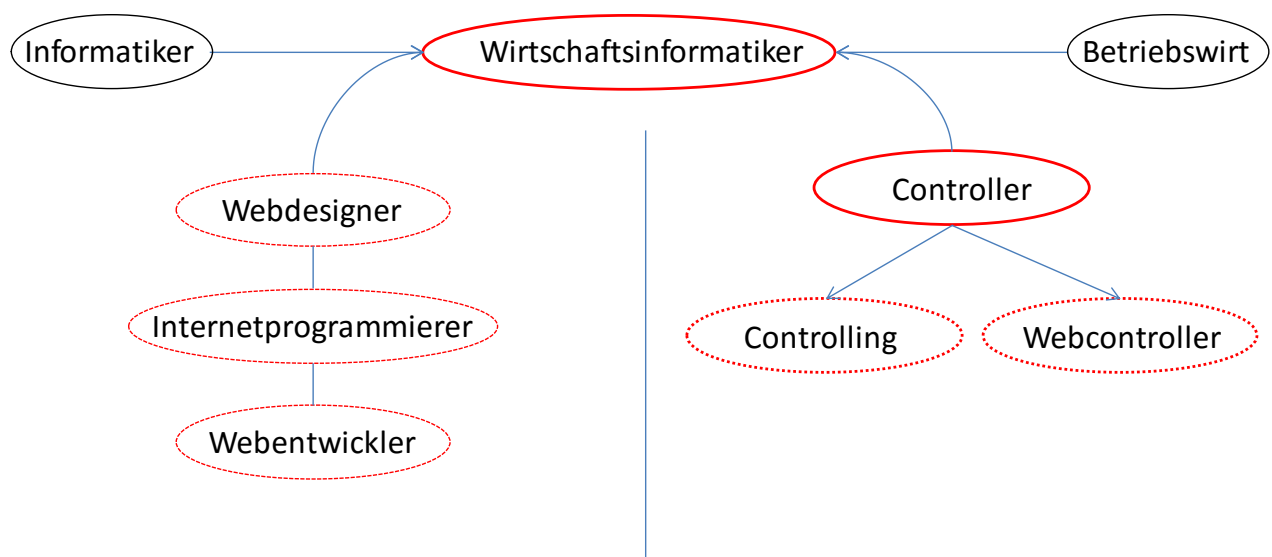 Informatiker
Wirtschaftsinformatiker
Betriebswirt
Webdesigner
Controller
Internetprogrammierer
Controlling
Webcontroller
Webentwickler